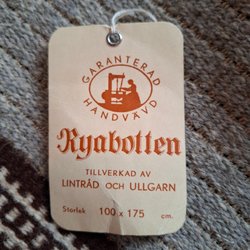 GARANTERAD
HANDVÄVD
Ryabotten
TILLVERKAD AV
LINTRÅD OCH ULLGARN
Storlek 100 x 175 cm.